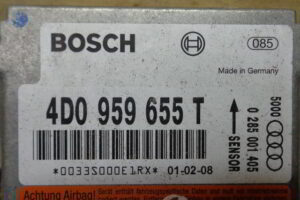 BOSCH
085
Made in Germany
4D0 959 655 T
5000
0 285 001 405
SENSOR
*0033S000E1RX* 01-02-08
Achtung Airbag!